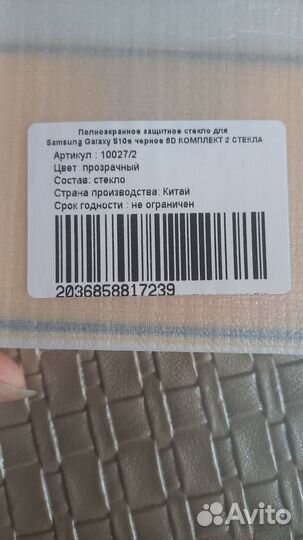 Полноэкранное защитное стекло для
Samsung Galaxy S10e черное 5D КОМПЛЕКТ 2 СТЕКЛА
Артикул : 10027/2
Цвет: прозрачный
Состав: стекло
Страна производства: Китай
Срок годности : не ограничен
2036858817239
Avito